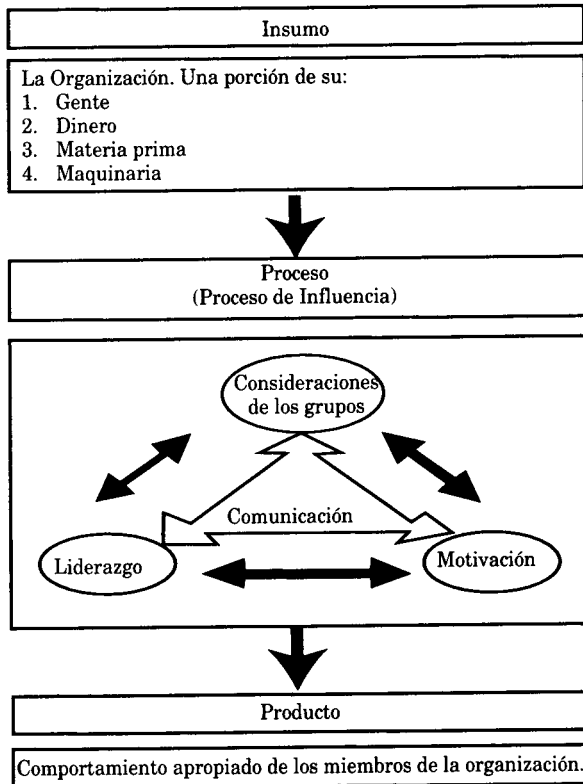 Insumo
La Organización. Una porción de su:
1. Gente
2. Dinero
3. Materia prima
4. Maquinaria
Proceso
(Proceso de Influencia)
Consideraciones
de los grupos
Comunicación
Liderazgo
Motivación
Producto
Comportamiento apropiado de los miembros de la organización.